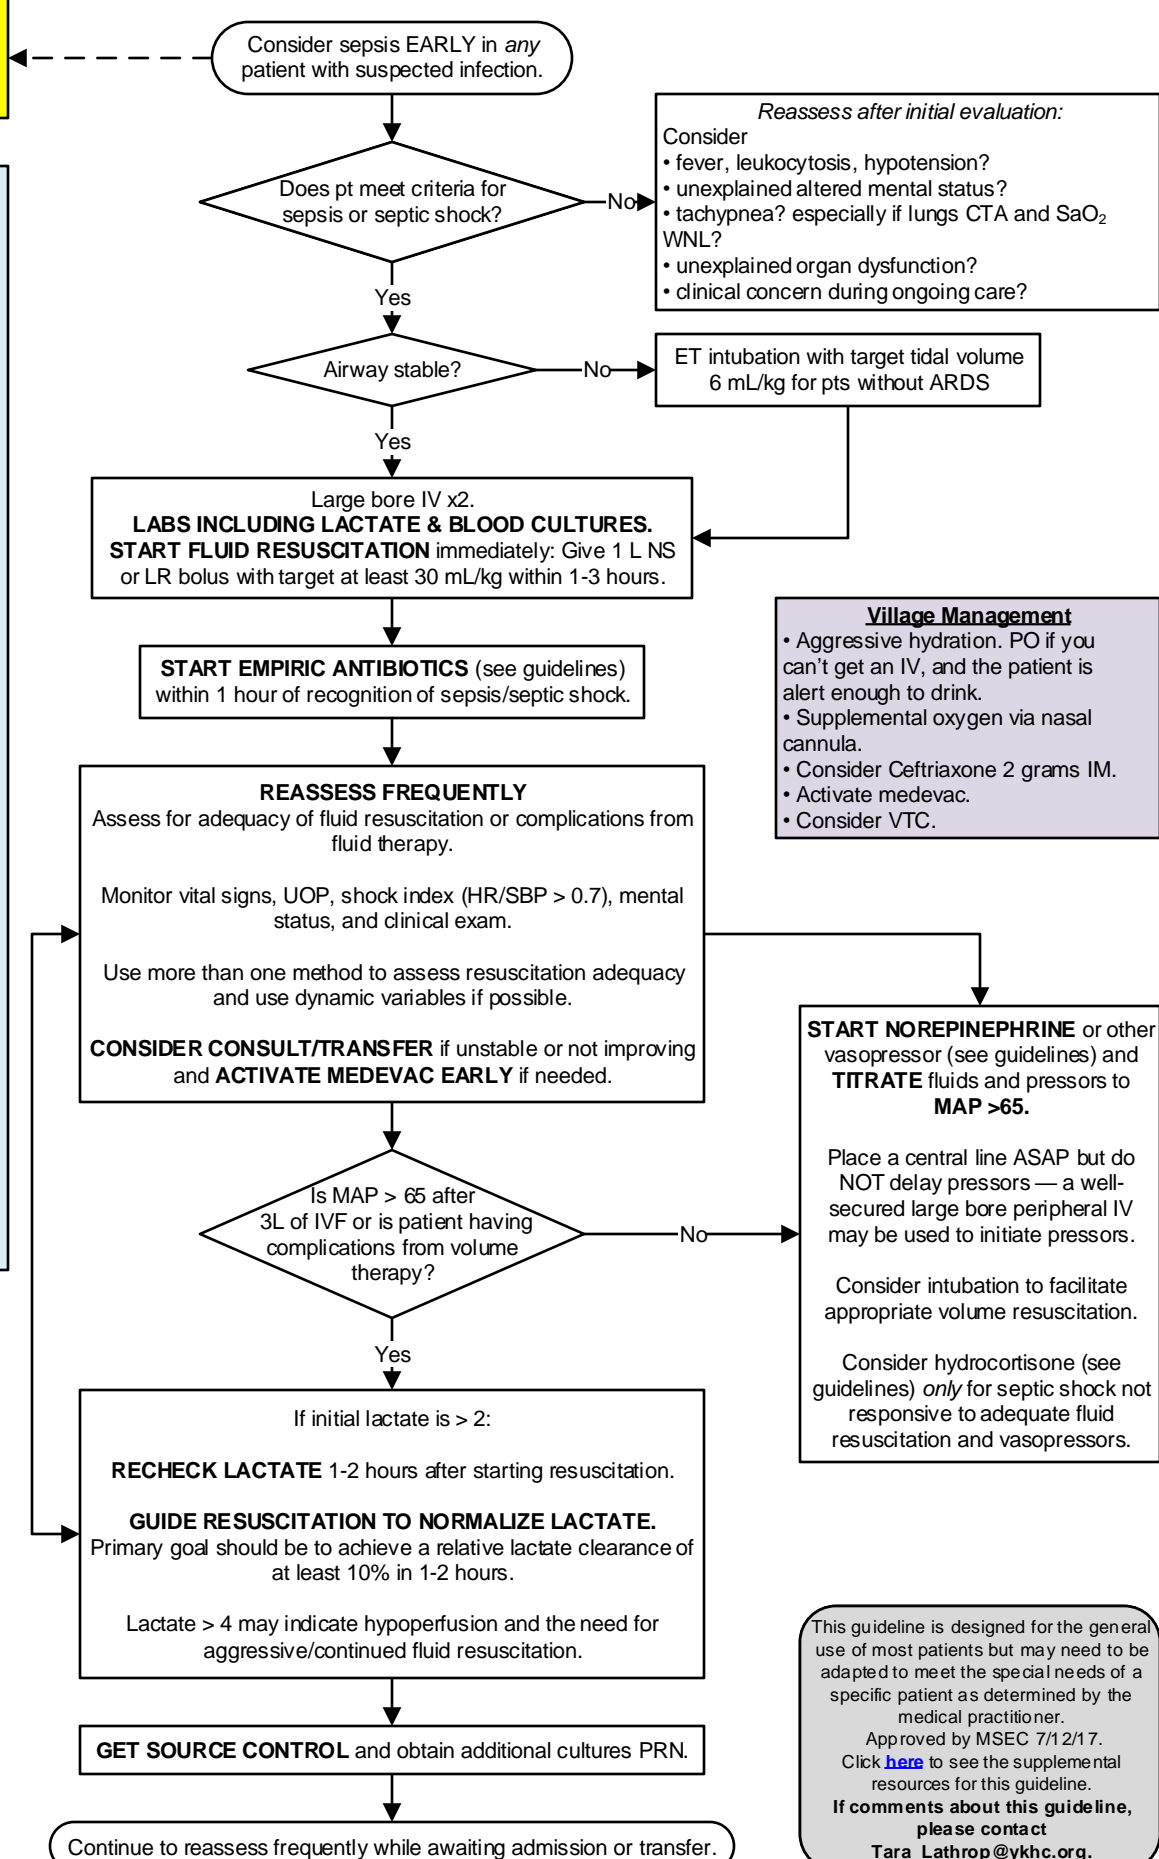 Consider sepsis EARLY in any
patient with suspected infection.
Reassess after initial evaluation:
Consider
• fever, leukocytosis, hypotension?
• unexplained altered mental status?
• tachypnea? especially if lungs CTA and SaO₂
WNL?
• unexplained organ dysfunction?
• clinical concern during ongoing care?
Does pt meet criteria for
sepsis or septic shock?
No
Yes
Airway stable?
No
ET intubation with target tidal volume
6 mL/kg for pts without ARDS
Yes
Large bore IV x2.
LABS INCLUDING LACTATE & BLOOD CULTURES.
START FLUID RESUSCITATION immediately: Give 1 L NS
or LR bolus with target at least 30 mL/kg within 1-3 hours.
Village Management
• Aggressive hydration. PO if you
can't get an IV, and the patient is
alert enough to drink.
• Supplemental oxygen via nasal
cannula.
• Consider Ceftriaxone 2 grams IM.
• Activate medevac.
• Consider VTC.
START EMPIRIC ANTIBIOTICS (see guidelines)
within 1 hour of recognition of sepsis/septic shock.
REASSESS FREQUENTLY
Assess for adequacy of fluid resuscitation or complications from
fluid therapy.
Monitor vital signs, UOP, shock index (HR/SBP > 0.7), mental
status, and clinical exam.
Use more than one method to assess resuscitation adequacy
and use dynamic variables if possible.
CONSIDER CONSULT/TRANSFER if unstable or not improving
and ACTIVATE MEDEVAC EARLY if needed.
START NOREPINEPHRINE or other
vasopressor (see guidelines) and
TITRATE fluids and pressors to
MAP >65.
Place a central line ASAP but do
NOT delay pressors — a well-
secured large bore peripheral IV
may be used to initiate pressors.
Consider intubation to facilitate
appropriate volume resuscitation.
Consider hydrocortisone (see
guidelines) only for septic shock not
responsive to adequate fluid
resuscitation and vasopressors.
Is MAP > 65 after
3L of IVF or is patient having
complications from volume
therapy?
No
Yes
If initial lactate is > 2:
RECHECK LACTATE 1-2 hours after starting resuscitation.
GUIDE RESUSCITATION TO NORMALIZE LACTATE.
Primary goal should be to achieve a relative lactate clearance of
at least 10% in 1-2 hours.
Lactate > 4 may indicate hypoperfusion and the need for
aggressive/continued fluid resuscitation.
GET SOURCE CONTROL and obtain additional cultures PRN.
Continue to reassess frequently while awaiting admission or transfer.
This guideline is designed for the general
use of most patients but may need to be
adapted to meet the special needs of a
specific patient as determined by the
medical practitioner.
Approved by MSEC 7/12/17.
Click here to see the supplemental
resources for this guideline.
If comments about this guideline,
please contact
Tara_Lathrop@ykhc.org.